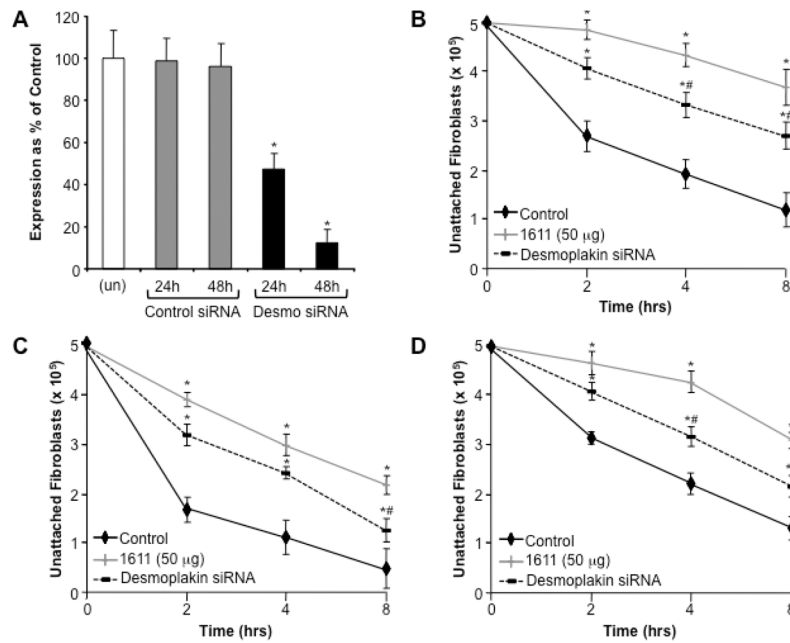 A
120
100
80
60
40
20
0
Expression as % of Control
(un) 24h 48h 24h 48h
Control siRNA Desmo siRNA
* *
B
5
4
3
2
1
Unattached Fibroblasts (x 10⁵)
* * *
* *# *#
Control
1611 (50 µg)
Desmoplakin siRNA
0 2 4 8
Time (hrs)
C
5
4
3
2
1
0
Unattached Fibroblasts (x 10⁵)
* * *
* * *#
Control
1611 (50 µg)
Desmoplakin siRNA
0 2 4 8
Time (hrs)
D
5
4
3
2
1
0
Unattached Fibroblasts (x 10⁵)
* *
* *#
Control
1611 (50 µg)
Desmoplakin siRNA
0 2 4 8
Time (hrs)